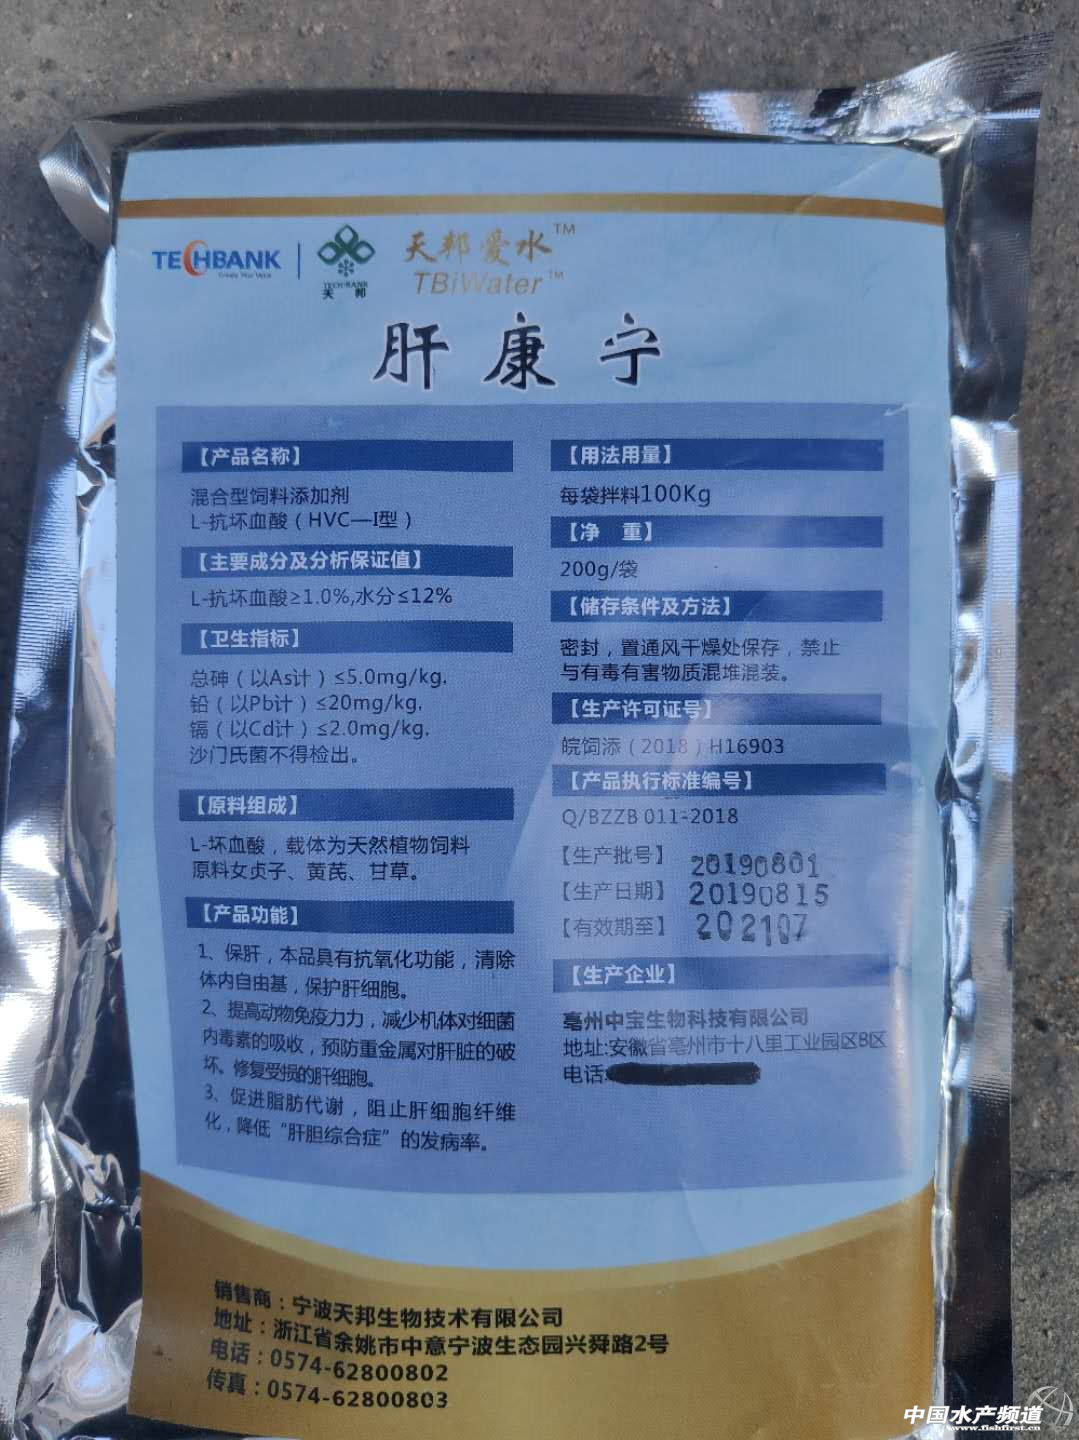 TECHBANK
Create Your Value
TECH-BANK
天 邦
天邦爱水™
TBiWater™
肝康宁
【产品名称】
混合型饲料添加剂
L-抗坏血酸（HVC—I型）
【主要成分及分析保证值】
L-抗坏血酸≥1.0%,水分≤12%
【卫生指标】
总砷（以As计）≤5.0mg/kg.
铅（以Pb计）≤20mg/kg,
镉（以Cd计）≤2.0mg/kg,
沙门氏菌不得检出。
【原料组成】
L-坏血酸，载体为天然植物饲料
原料女贞子、黄芪、甘草。
【产品功能】
1、保肝，本品具有抗氧化功能，清除
体内自由基，保护肝细胞。
2、提高动物免疫力力，减少机体对细菌
内毒素的吸收，预防重金属对肝脏的破
坏。修复受损的肝细胞。
3、促进脂肪代谢，阻止肝细胞纤维
化，降低“肝胆综合症”的发病率。
【用法用量】
每袋拌料100Kg
【净 重】
200g/袋
【储存条件及方法】
密封，置通风干燥处保存，禁止
与有毒有害物质混堆混装。
【生产许可证号】
皖饲添（2018）H16903
【产品执行标准编号】
Q/BZZB 011-2018
【生产批号】 20190801
【生产日期】 20190815
【有效期至】 202107
【生产企业】
亳州中宝生物科技有限公司
地址:安徽省亳州市十八里工业园区B区
电话:
销售商：宁波天邦生物技术有限公司
地址：浙江省余姚市中意宁波生态园兴舜路2号
电话：0574-62800802
传真：0574-62800803
中国水产频道
www.fishfirst.cn